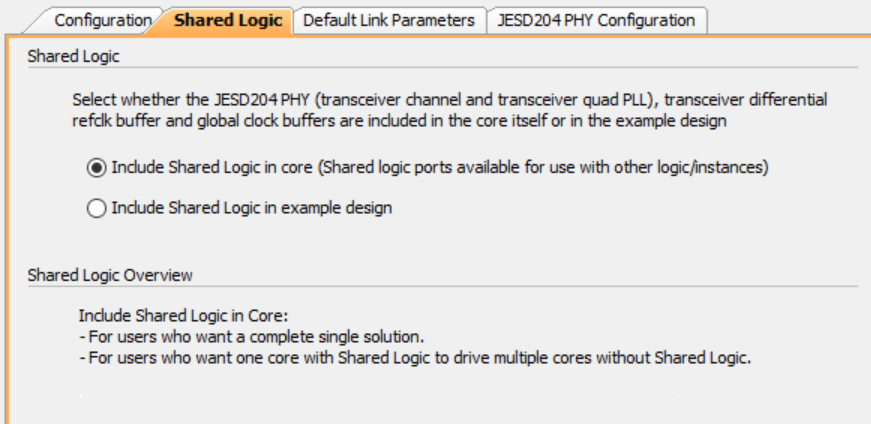 Configuration Shared Logic Default Link Parameters JESD204 PHY Configuration
Shared Logic
Select whether the JESD204 PHY (transceiver channel and transceiver quad PLL), transceiver differential
refclk buffer and global clock buffers are included in the core itself or in the example design
Include Shared Logic in core (Shared logic ports available for use with other logic/instances)
Include Shared Logic in example design
Shared Logic Overview
Include Shared Logic in Core:
- For users who want a complete single solution.
- For users who want one core with Shared Logic to drive multiple cores without Shared Logic.